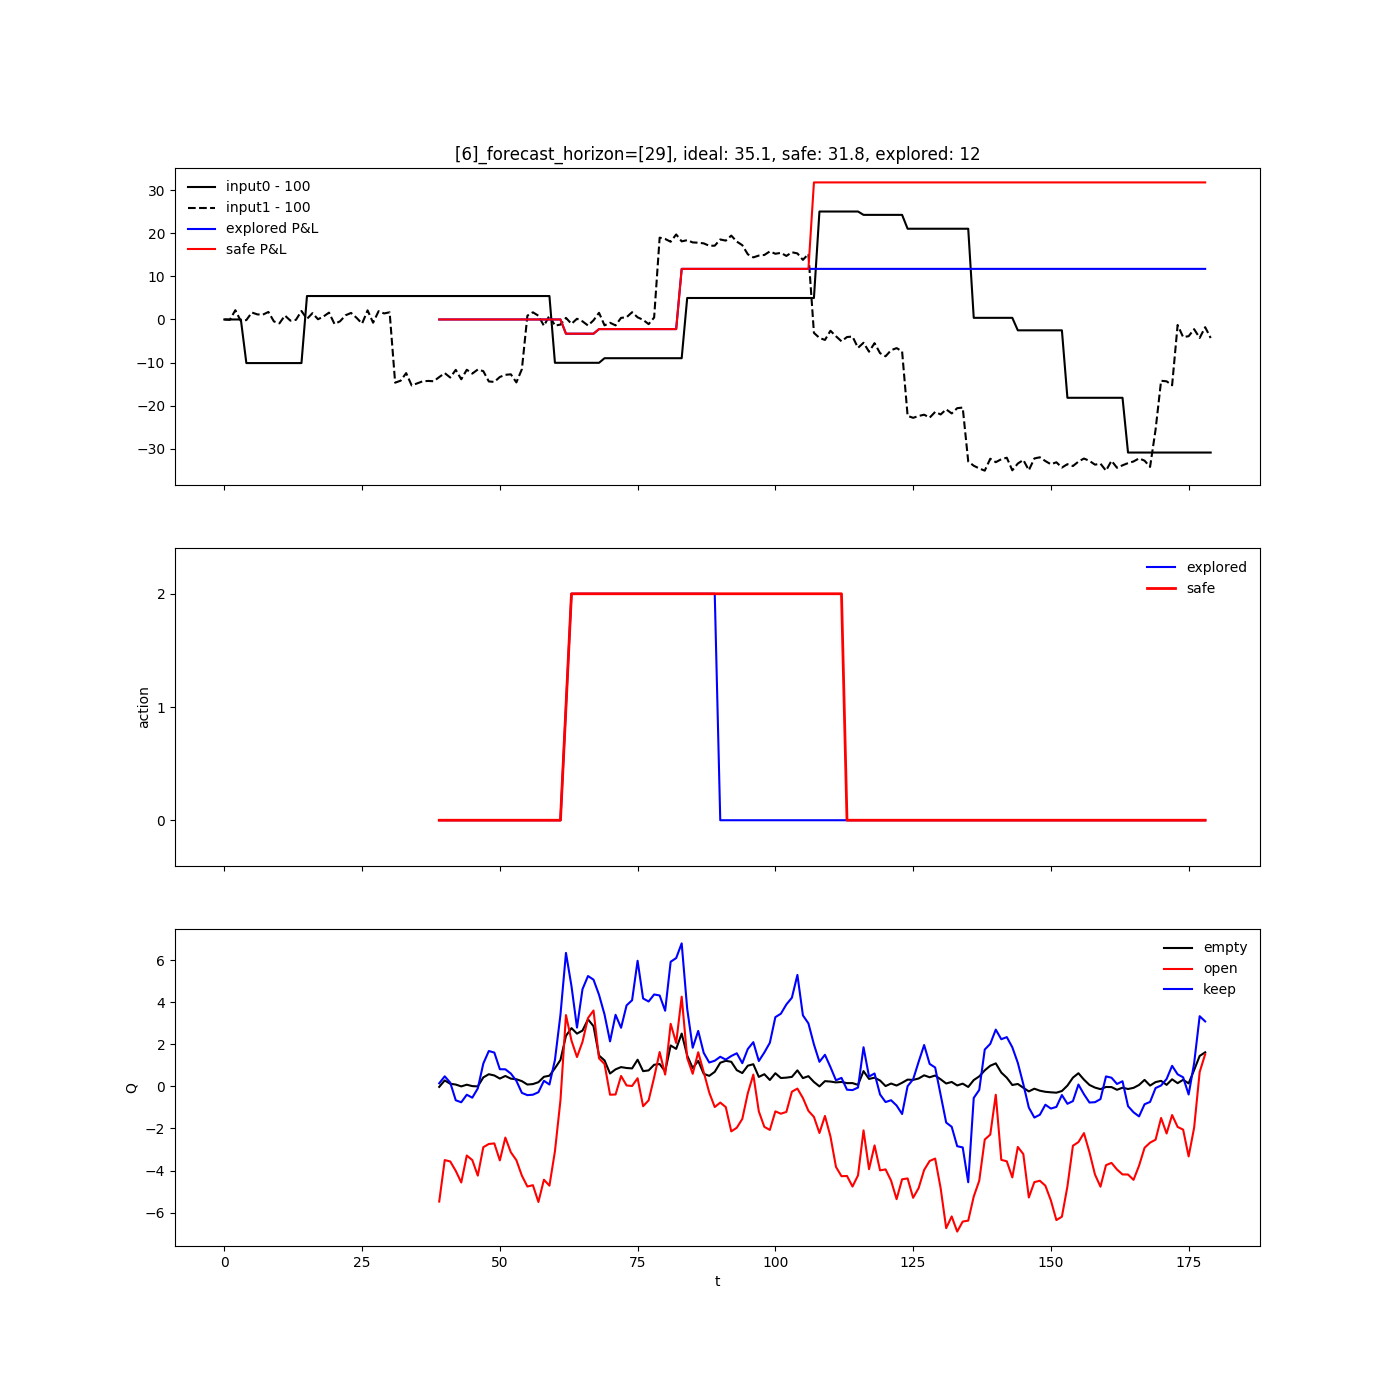 [6]_forecast_horizon=[29], ideal: 35.1, safe: 31.8, explored: 12
input0 - 100
input1 - 100
explored P&L
safe P&L
30
20
10
0
−10
−20
−30
explored
safe
2
1
0
action
empty
open
keep
6
4
2
0
−2
−4
−6
Q
0 25 50 75 100 125 150 175
t